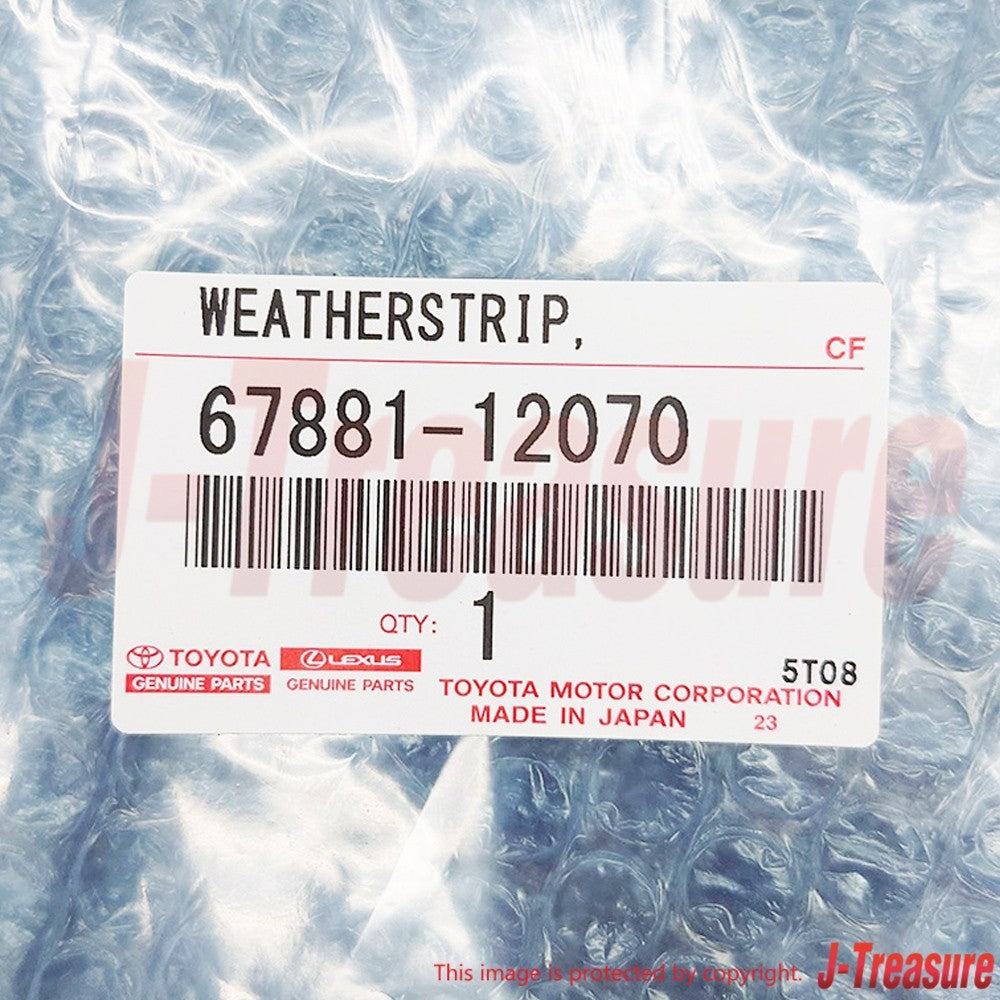 WEATHERSTRIP,
CF
67881-12070
J-Treasure
QTY: 1
TOYOTA LEXUS
GENUINE PARTS GENUINE PARTS
5T08
TOYOTA MOTOR CORPORATION
MADE IN JAPAN 23
This image is protected by copyright. J-Treasure